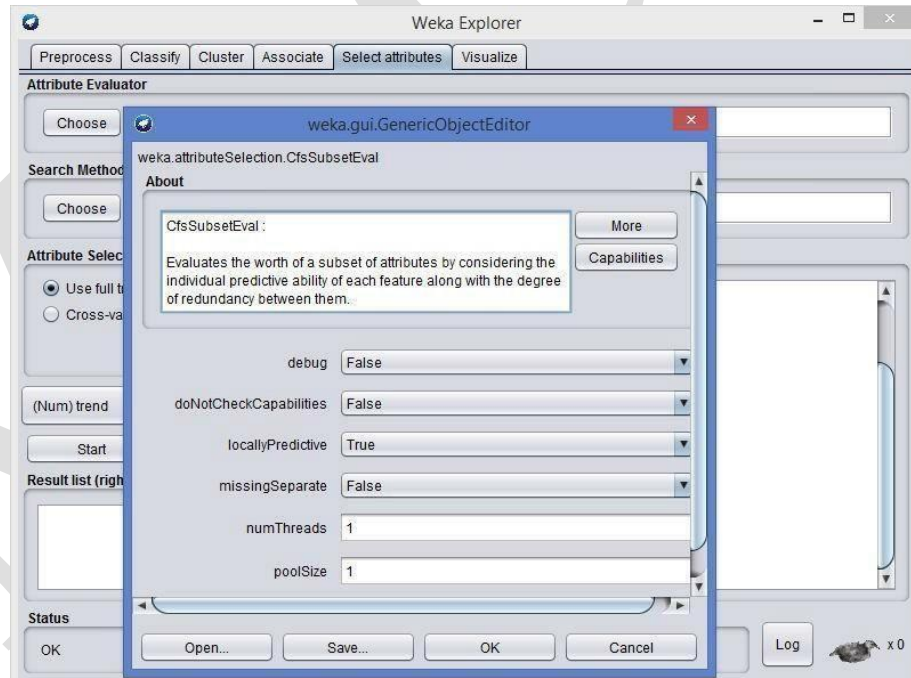 Weka Explorer
Preprocess Classify Cluster Associate Select attributes Visualize
Attribute Evaluator
Choose
weka.gui.GenericObjectEditor
weka.attributeSelection.CfsSubsetEval
About
CfsSubsetEval :
Evaluates the worth of a subset of attributes by considering the
individual predictive ability of each feature along with the degree
of redundancy between them.
More
Capabilities
Search Method
Choose
Attribute Selec
Use full t
Cross-va
(Num) trend
Start
Result list (righ
debug False
doNotCheckCapabilities False
locallyPredictive True
missingSeparate False
numThreads 1
poolSize 1
Open... Save... OK Cancel
Status
OK
Log
x 0